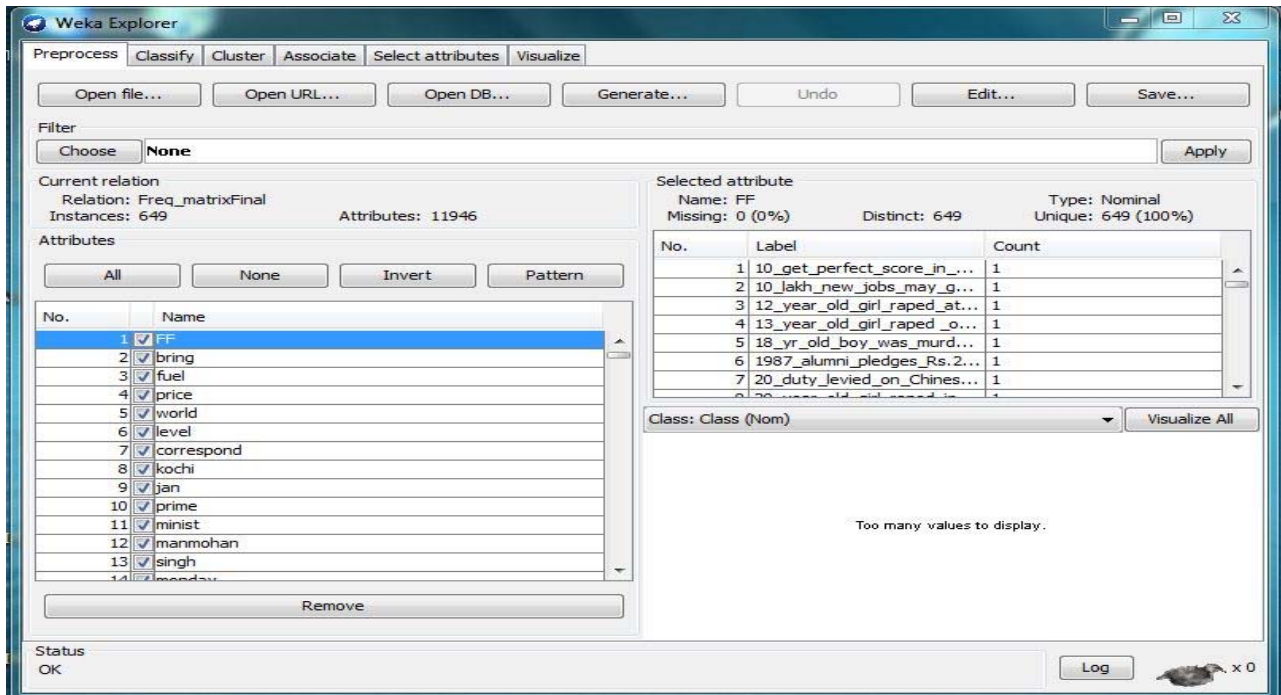 Weka Explorer
Preprocess Classify Cluster Associate Select attributes Visualize
Open file... Open URL... Open DB... Generate... Undo Edit... Save...
Filter
Choose None Apply
Current relation
Relation: Freq_matrixFinal
Instances: 649 Attributes: 11946
Attributes
All None Invert Pattern
No. Name
1 FF
2 bring
3 fuel
4 price
5 world
6 level
7 correspond
8 kochi
9 jan
10 prime
11 minist
12 manmohan
13 singh
14 monday
Remove
Selected attribute
Name: FF Type: Nominal
Missing: 0 (0%) Distinct: 649 Unique: 649 (100%)
No. Label Count
1 10_get_perfect_score_in_... 1
2 10_lakh_new_jobs_may_g... 1
3 12_year_old_girl_raped_at... 1
4 13_year_old_girl_raped _o... 1
5 18_yr_old_boy_was_murd... 1
6 1987_alumni_pledges_Rs.2... 1
7 20_duty_levied_on_Chines... 1
Class: Class (Nom) Visualize All
Too many values to display.
Status
OK
Log x 0